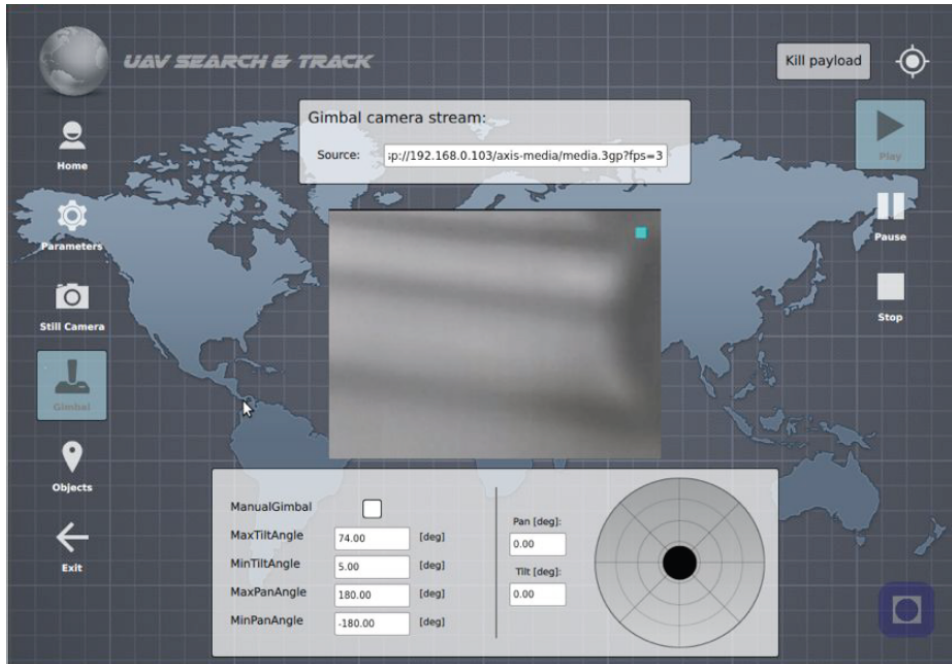 UAV SEARCH & TRACK
Kill payload
Gimbal camera stream:
Source: :p://192.168.0.103/axis-media/media.3gp?fps=3
Home
Parameters
Still Camera
Gimbal
Objects
Exit
Play
Pause
Stop
ManualGimbal
MaxTiltAngle 74.00 [deg]
MinTiltAngle 5.00 [deg]
MaxPanAngle 180.00 [deg]
MinPanAngle -180.00 [deg]
Pan [deg]:
0.00
Tilt [deg]:
0.00